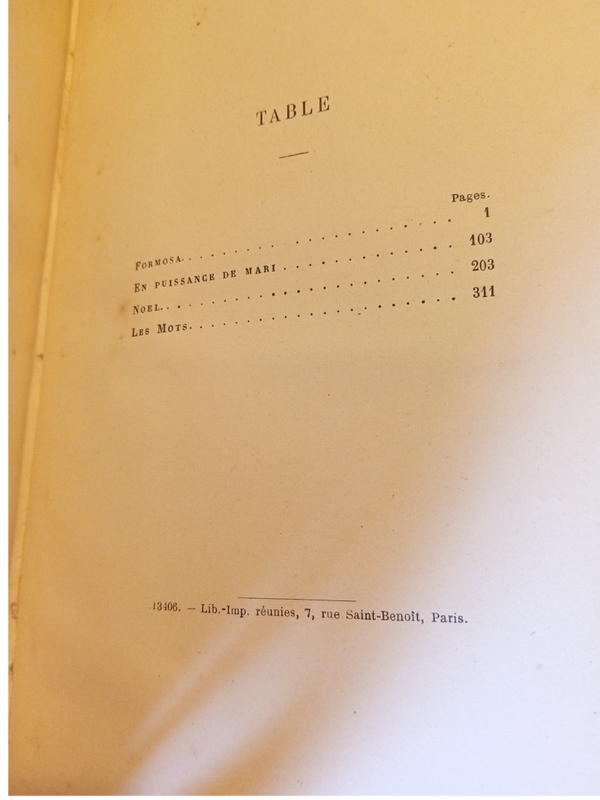 TABLE
Pages.
FORMOSA. . . . . . . . . . . . . . . . . . . 1
EN PUISSANCE DE MARI . . . . . . . . . . . . 103
NOEL. . . . . . . . . . . . . . . . . . . . . 203
LES MOTS. . . . . . . . . . . . . . . . . . . 311
13406. — Lib.-Imp. réunies, 7, rue Saint-Benoît, Paris.